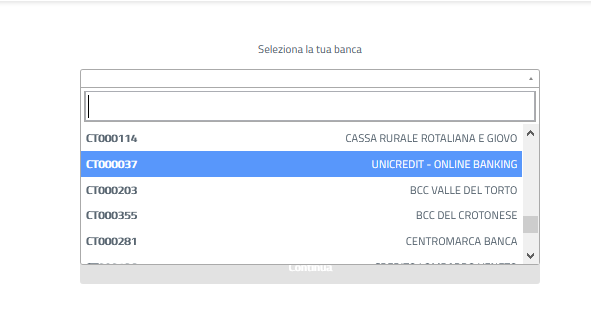 Seleziona la tua banca
CT000114 CASSA RURALE ROTALIANA E GIOVO
CT000037 UNICREDIT - ONLINE BANKING
CT000203 BCC VALLE DEL TORTO
CT000355 BCC DEL CROTONESE
CT000281 CENTROMARCA BANCA
Continua